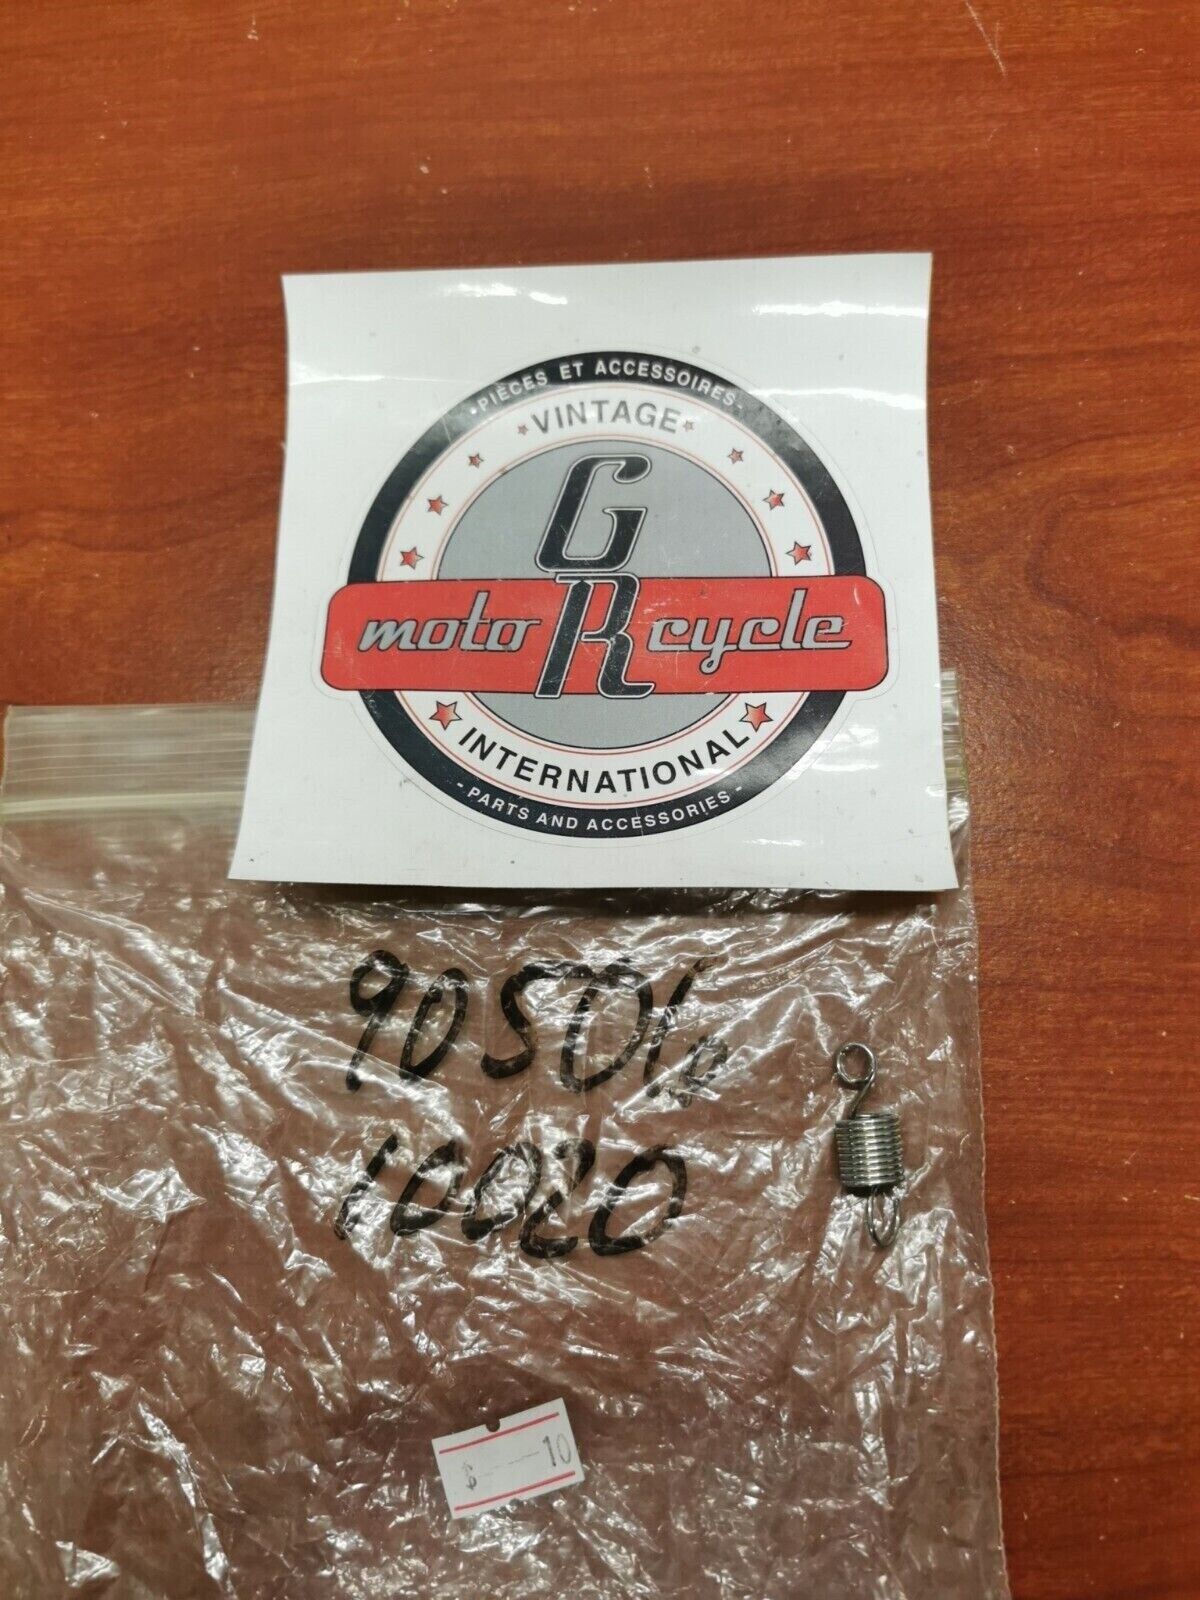 - PIÈCES ET ACCESSOIRES -
VINTAGE
G
moto R cycle
INTERNATIONAL
- PARTS AND ACCESSORIES -
90506
10020
$ — 10